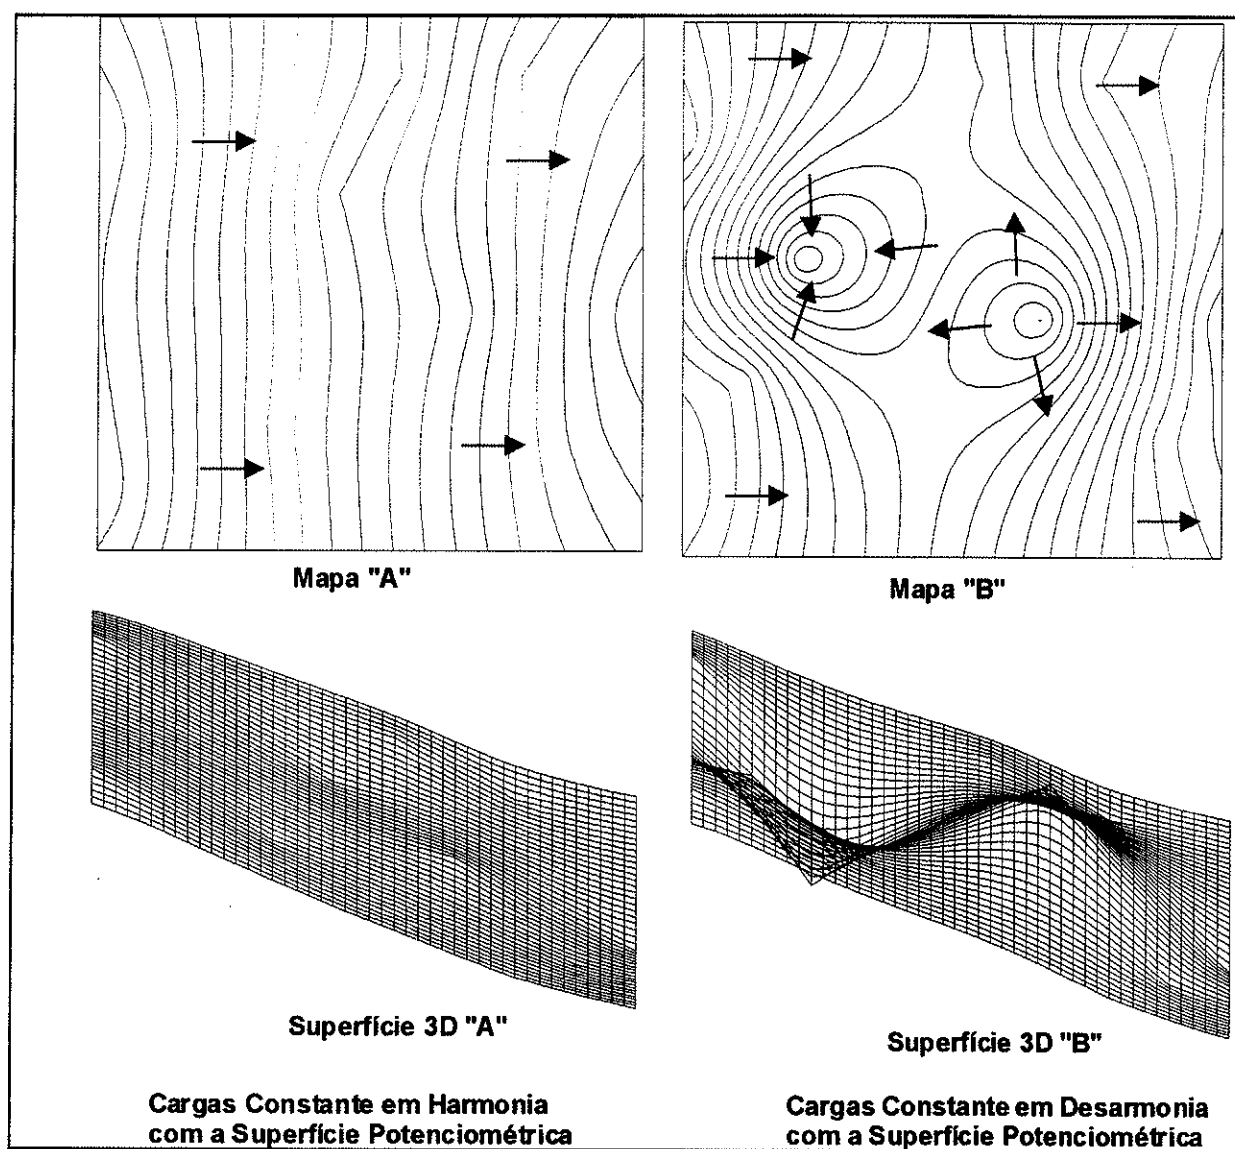 Mapa "A"
Mapa "B"
Superfície 3D "A"
Superfície 3D "B"
Cargas Constante em Harmonia
com a Superfície Potenciométrica
Cargas Constante em Desarmonia
com a Superfície Potenciométrica